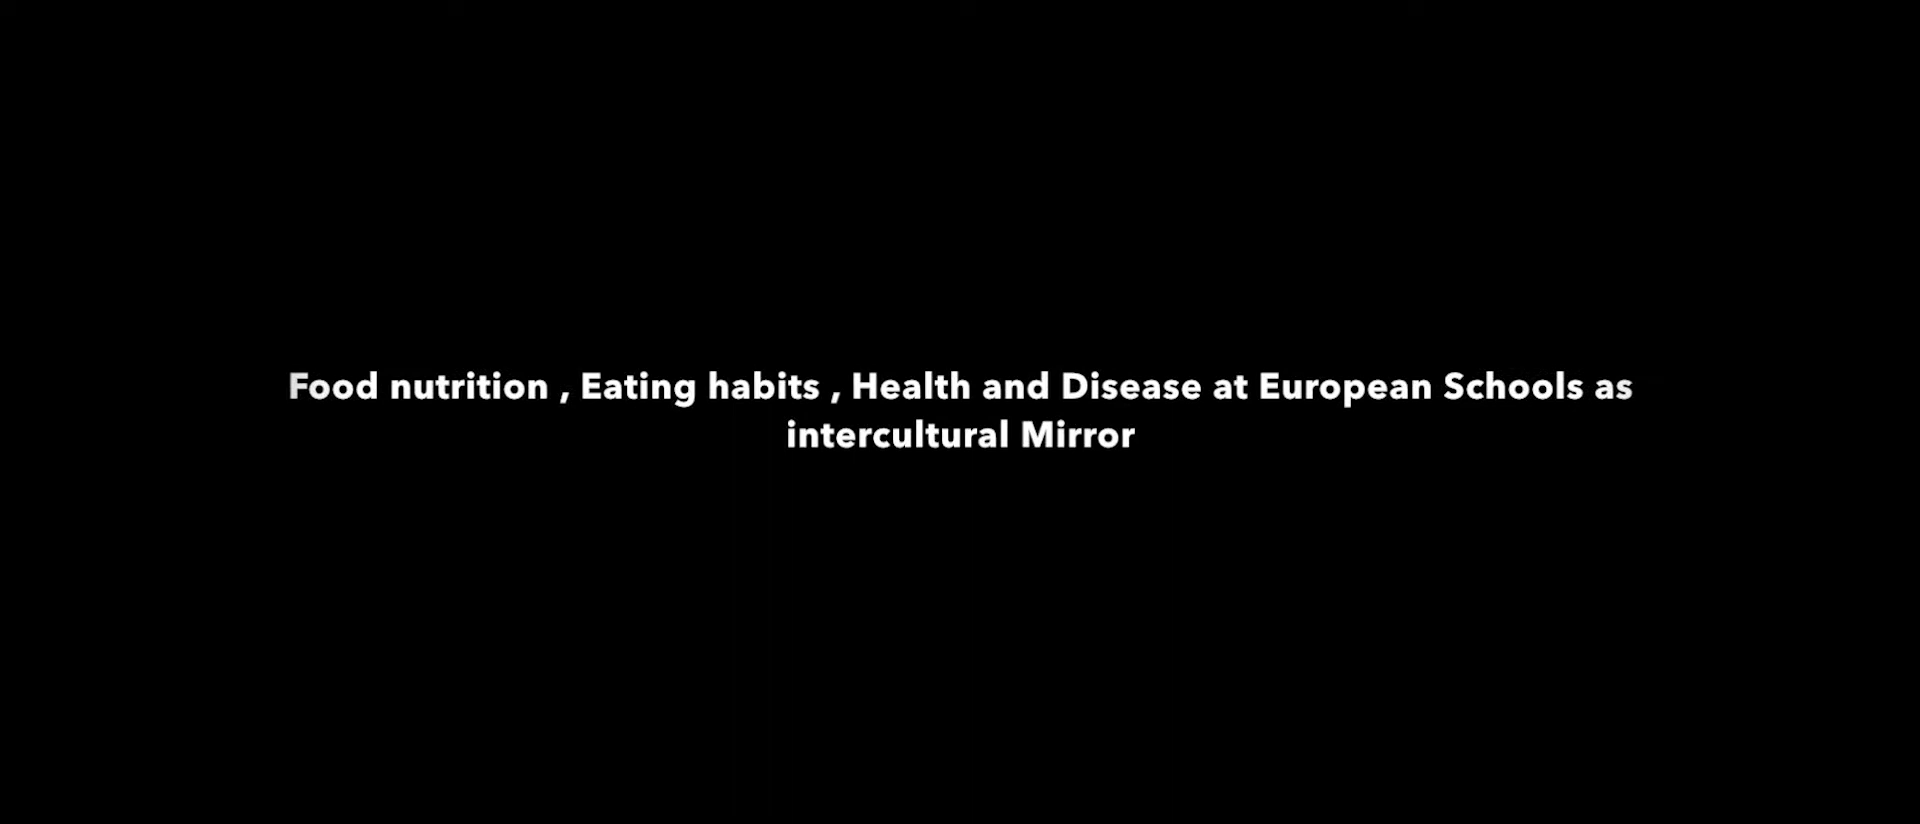 Food nutrition , Eating habits , Health and Disease at European Schools as
intercultural Mirror